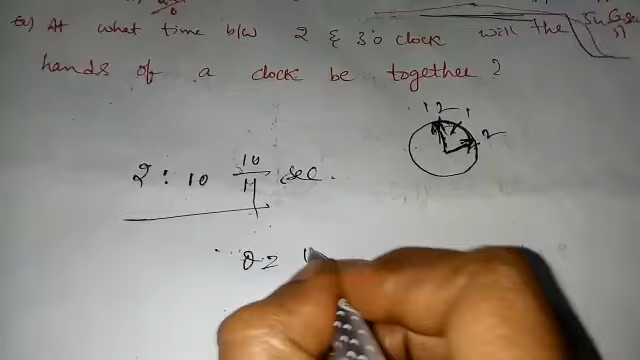 Ex) At what time b/w 2 & 3'o clock will the
hands of a clock be together ?
12 1
2
2 : 10 10/11 sec.
θ =